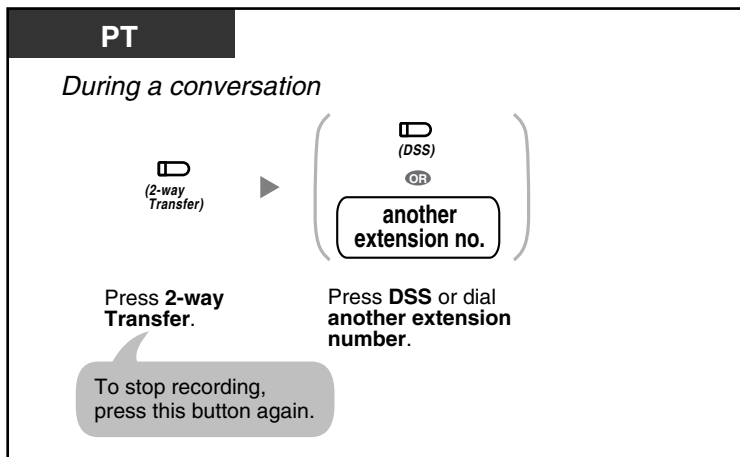 PT
During a conversation
(2-way
Transfer)
(DSS)
OR
another
extension no.
Press 2-way
Transfer.
Press DSS or dial
another extension
number.
To stop recording,
press this button again.